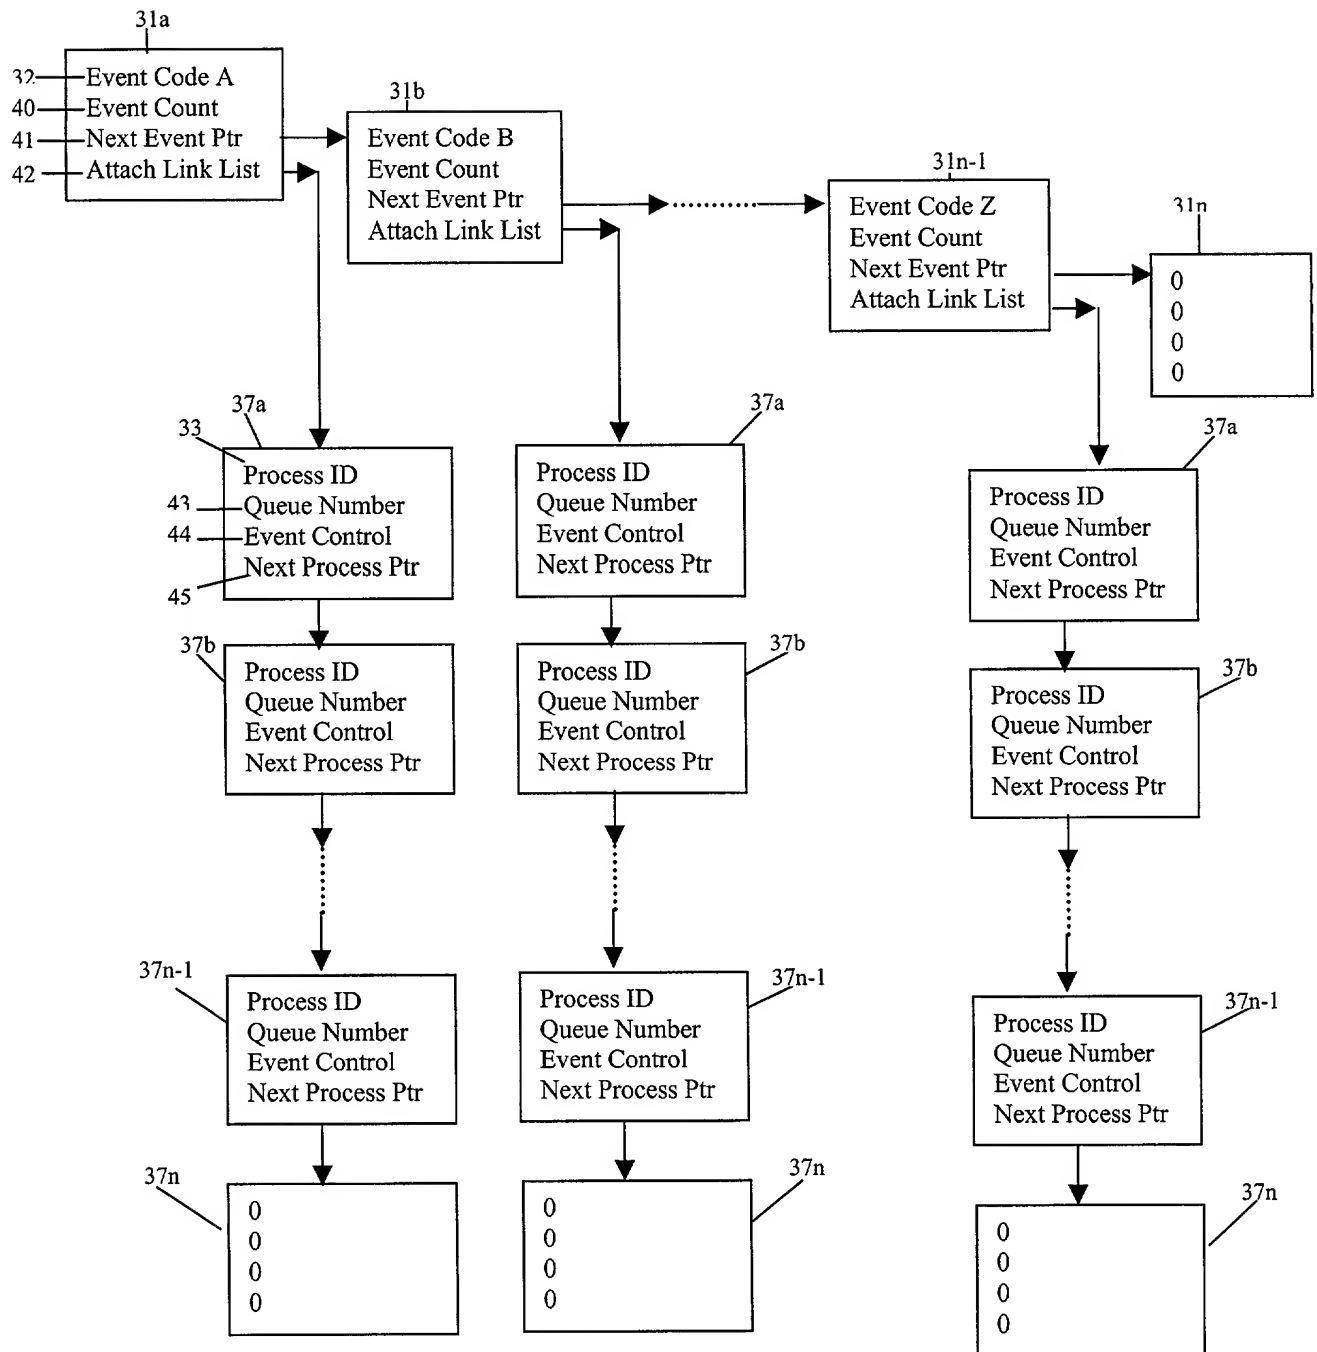 31a
32 Event Code A
40 Event Count
41 Next Event Ptr
42 Attach Link List
31b
Event Code B
Event Count
Next Event Ptr
Attach Link List
31n-1
Event Code Z
Event Count
Next Event Ptr
Attach Link List
31n
0
0
0
0
37a
33
Process ID
43 Queue Number
44 Event Control
Next Process Ptr
45
37b
Process ID
Queue Number
Event Control
Next Process Ptr
37n-1
Process ID
Queue Number
Event Control
Next Process Ptr
37n
0
0
0
0
37a
Process ID
Queue Number
Event Control
Next Process Ptr
37b
Process ID
Queue Number
Event Control
Next Process Ptr
37n-1
Process ID
Queue Number
Event Control
Next Process Ptr
37n
0
0
0
0
37a
Process ID
Queue Number
Event Control
Next Process Ptr
37b
Process ID
Queue Number
Event Control
Next Process Ptr
37n-1
Process ID
Queue Number
Event Control
Next Process Ptr
37n
0
0
0
0